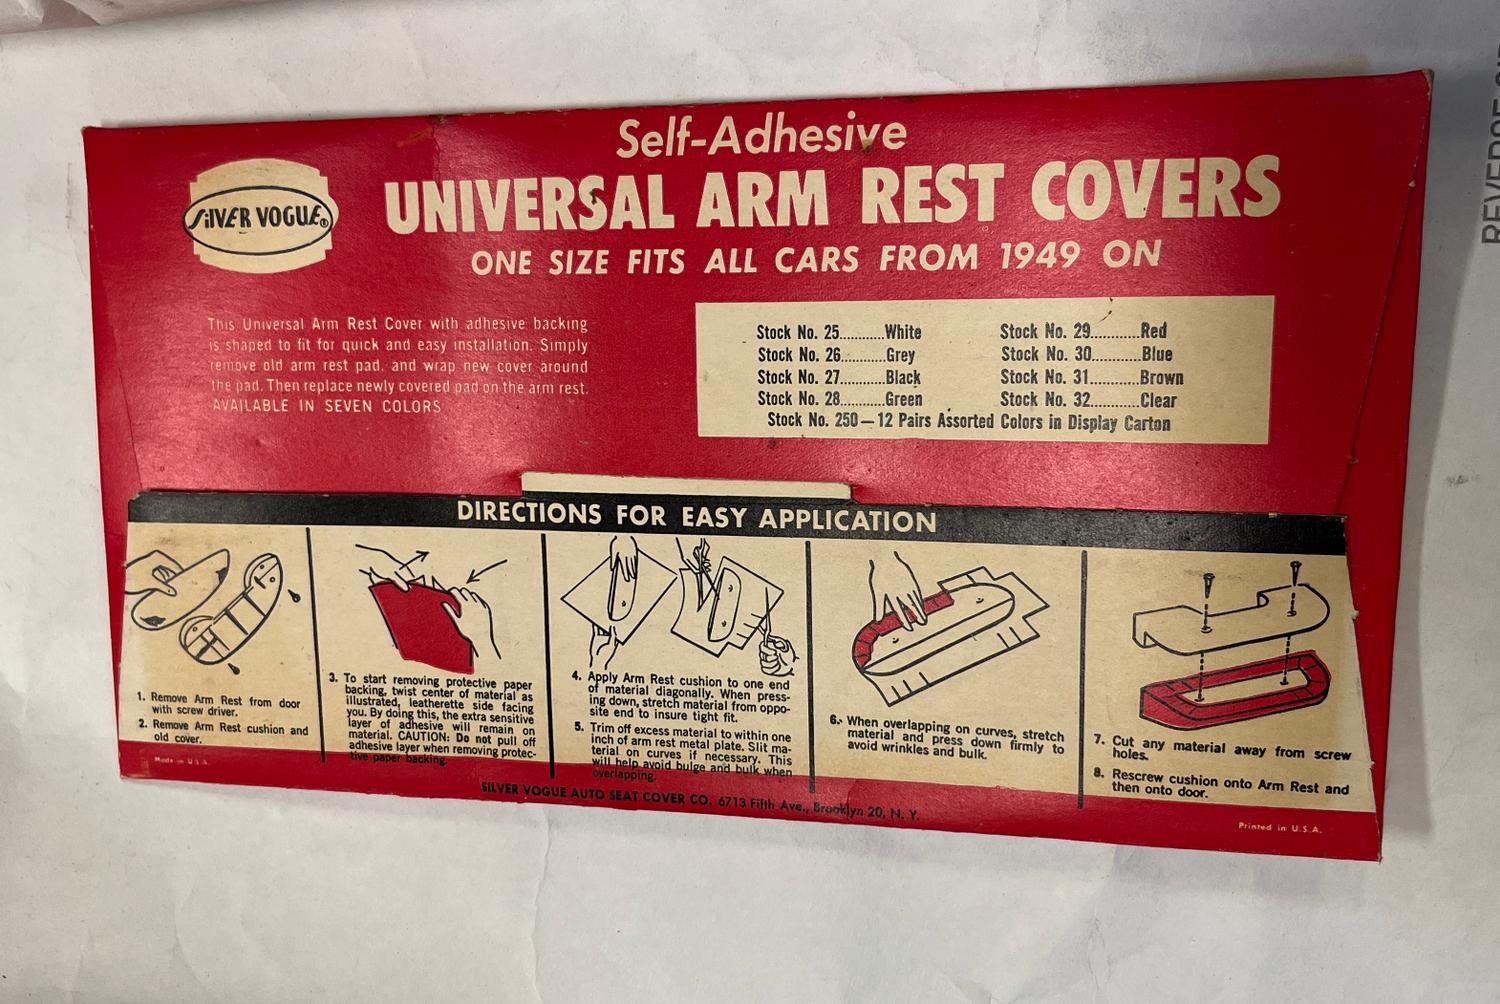 Self-Adhesive
SILVER VOGUE®
UNIVERSAL ARM REST COVERS
ONE SIZE FITS ALL CARS FROM 1949 ON
This Universal Arm Rest Cover with adhesive backing
is shaped to fit for quick and easy installation. Simply
remove old arm rest pad, and wrap new cover around
the pad. Then replace newly covered pad on the arm rest.
AVAILABLE IN SEVEN COLORS
Stock No. 25...........White
Stock No. 26...........Grey
Stock No. 27...........Black
Stock No. 28...........Green
Stock No. 29...........Red
Stock No. 30...........Blue
Stock No. 31...........Brown
Stock No. 32...........Clear
Stock No. 250—12 Pairs Assorted Colors in Display Carton
DIRECTIONS FOR EASY APPLICATION
1. Remove Arm Rest from door
with screw driver.
2. Remove Arm Rest cushion and
old cover.
3. To start removing protective paper
backing, twist center of material as
illustrated, leatherette side facing
you. By doing this, the extra sensitive
layer of adhesive will remain on
material. CAUTION: Do not pull off
adhesive layer when removing protec-
tive paper backing.
4. Apply Arm Rest cushion to one end
of material diagonally. When press-
ing down, stretch material from oppo-
site end to insure tight fit.
5. Trim off excess material to within one
inch of arm rest metal plate. Slit ma-
terial on curves if necessary. This
will help avoid bulge and bulk when
overlapping.
6. When overlapping on curves, stretch
material and press down firmly to
avoid wrinkles and bulk.
7. Cut any material away from screw
holes.
8. Rescrew cushion onto Arm Rest and
then onto door.
Made in U.S.A.
SILVER VOGUE AUTO SEAT COVER CO. 6713 Fifth Ave., Brooklyn 20, N. Y.
Printed in U.S.A.